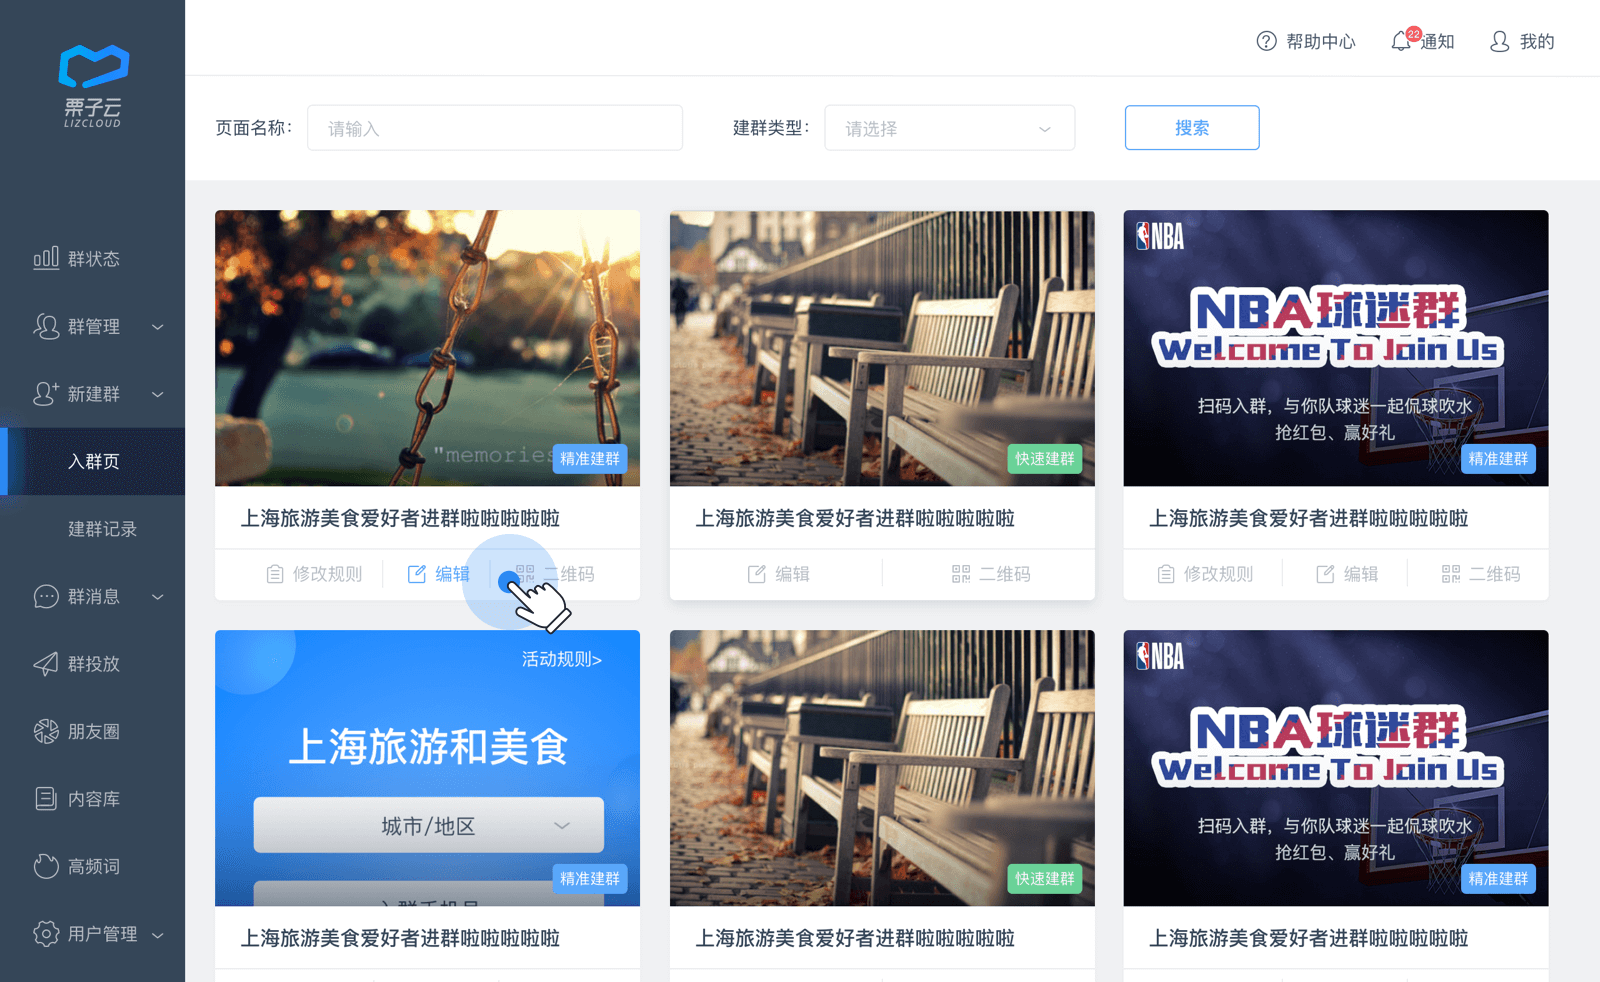 栗子云
LIZCLOUD
帮助中心
22
通知
我的
页面名称：
请输入
建群类型：
请选择
搜索
群状态
群管理
新建群
入群页
建群记录
群消息
群投放
朋友圈
内容库
高频词
用户管理
"memories
精准建群
上海旅游美食爱好者进群啦啦啦啦啦
修改规则
编辑
二维码
快速建群
上海旅游美食爱好者进群啦啦啦啦啦
编辑
二维码
NBA
NBA球迷群
Welcome To Join Us
扫码入群，与你队球迷一起侃球吹水
抢红包、赢好礼
精准建群
上海旅游美食爱好者进群啦啦啦啦啦
修改规则
编辑
二维码
活动规则>
上海旅游和美食
城市/地区
精准建群
上海旅游美食爱好者进群啦啦啦啦啦
快速建群
上海旅游美食爱好者进群啦啦啦啦啦
NBA
NBA球迷群
Welcome To Join Us
扫码入群，与你队球迷一起侃球吹水
抢红包、赢好礼
精准建群
上海旅游美食爱好者进群啦啦啦啦啦